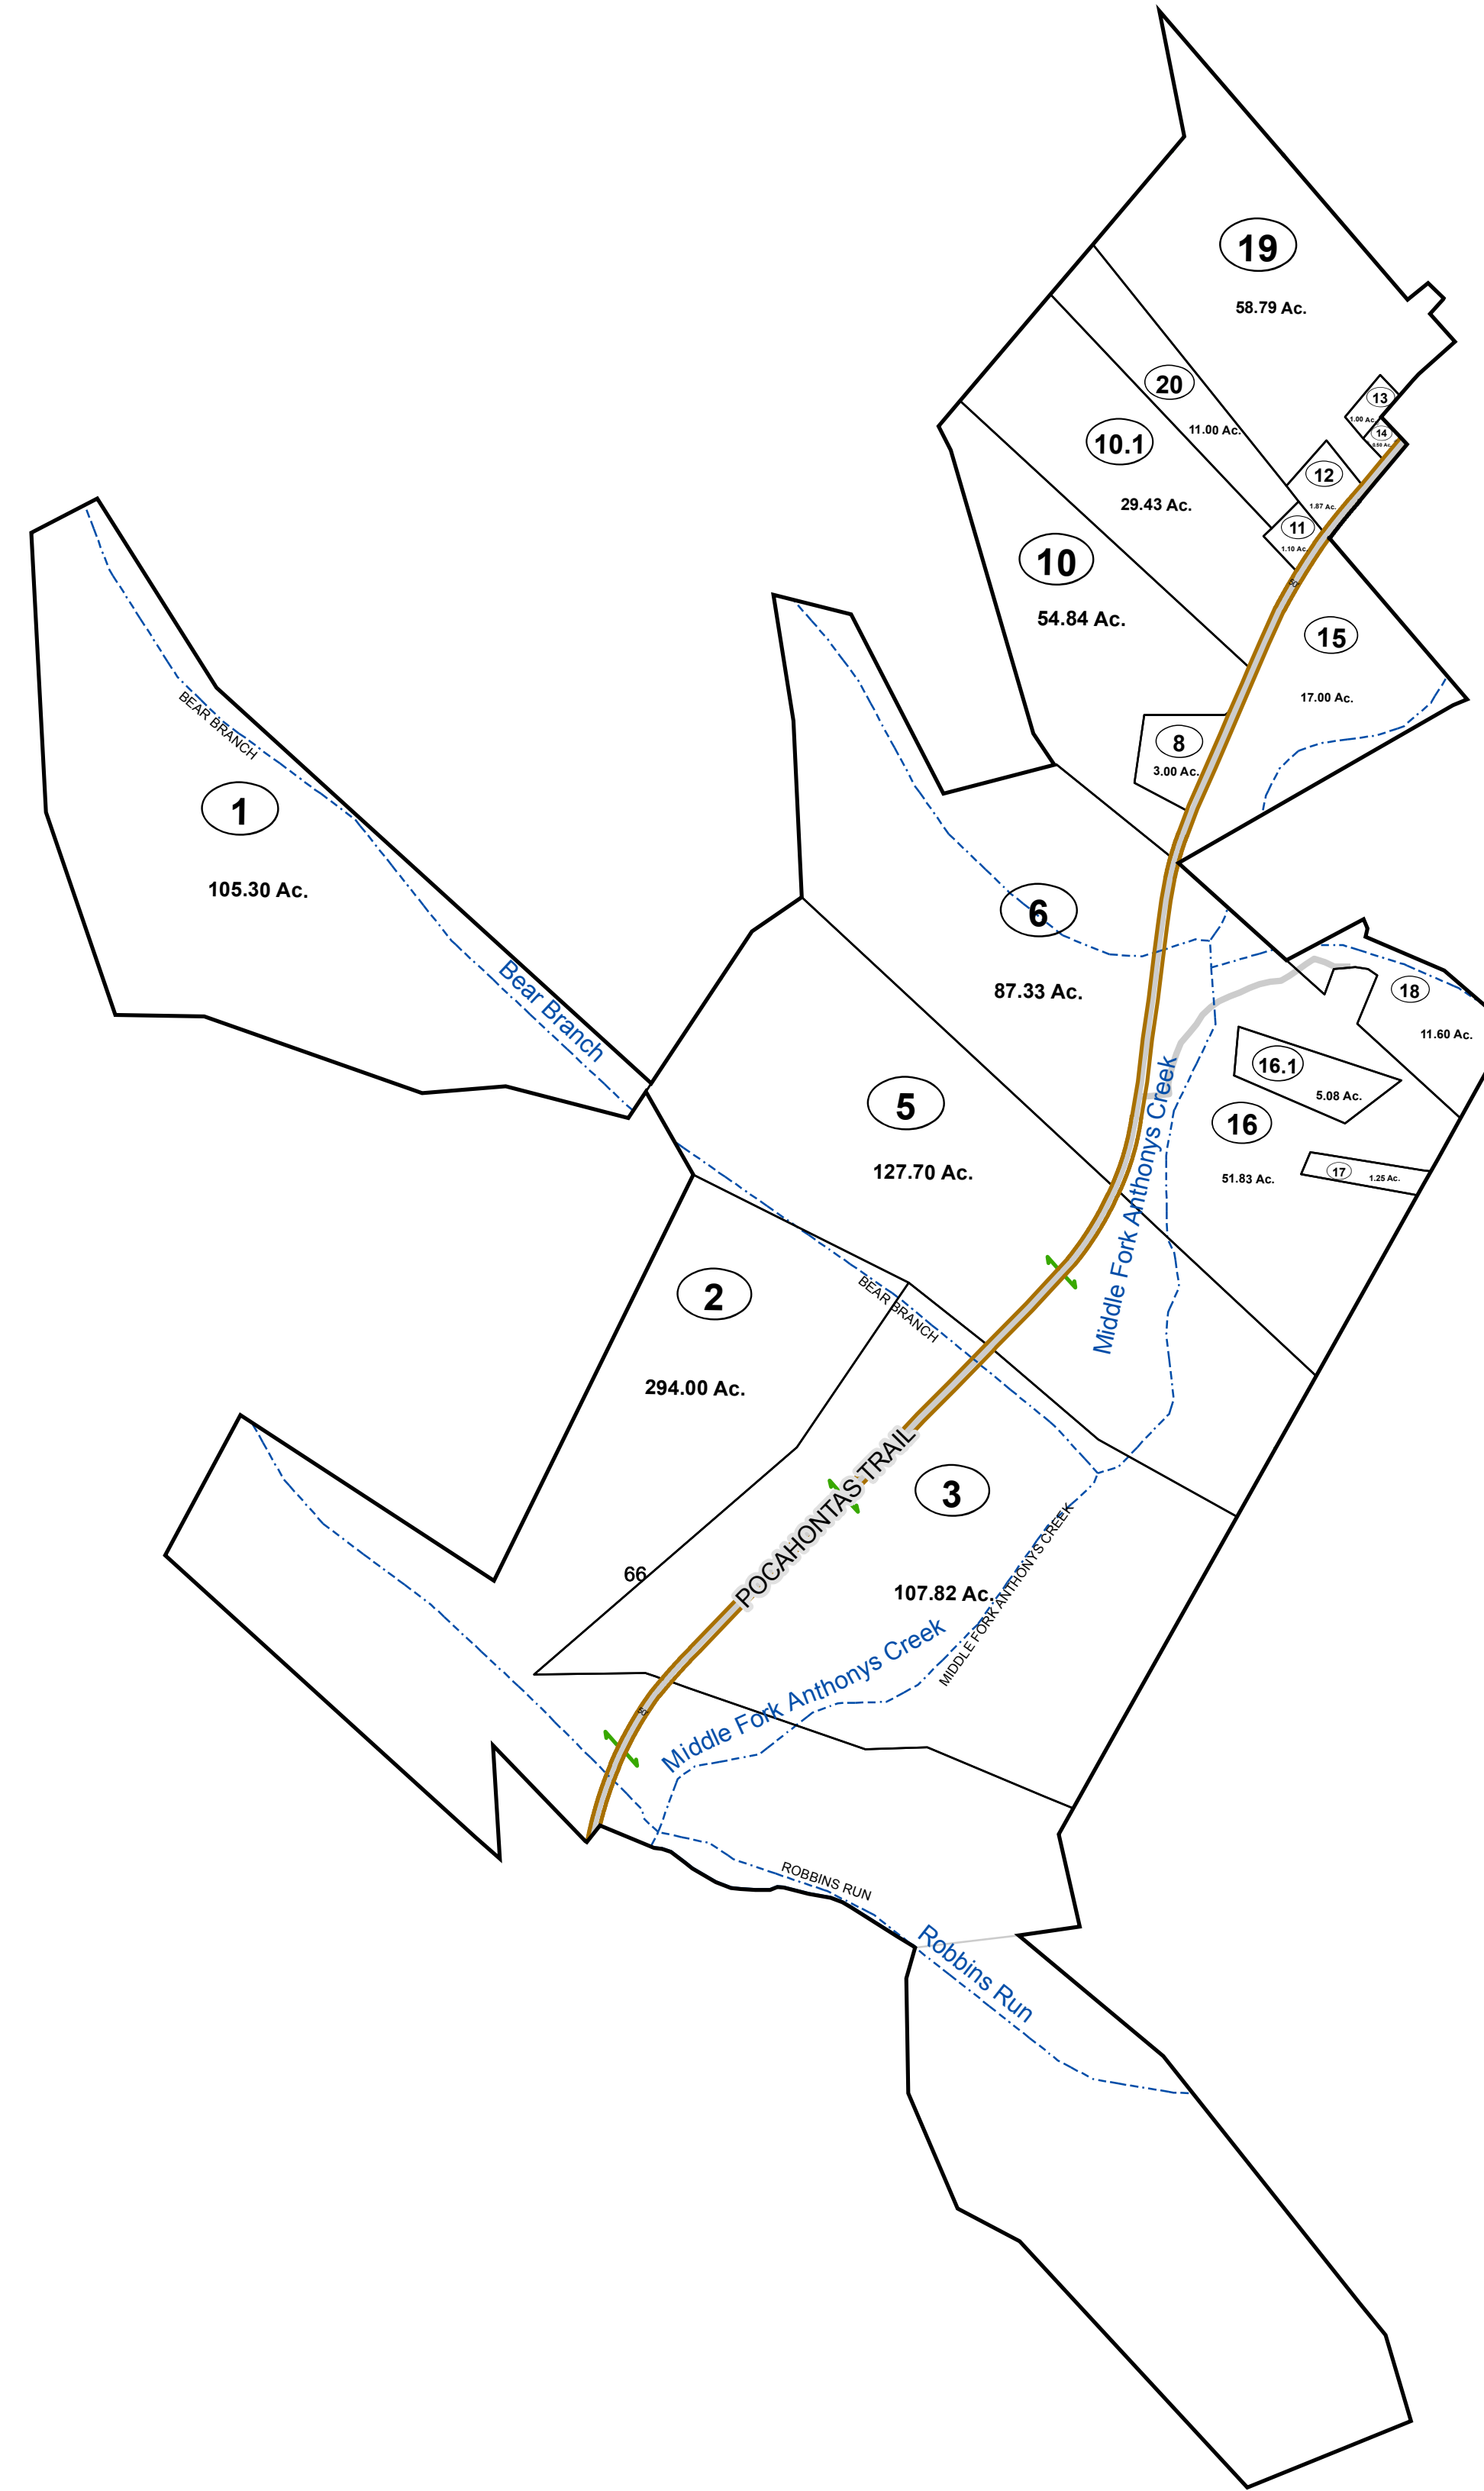 19
58.79 Ac.
20
11.00 Ac.
13
1.00 Ac.
14
0.50 Ac.
10.1
29.43 Ac.
12
1.87 Ac.
11
1.10 Ac.
10
54.84 Ac.
50
15
17.00 Ac.
8
3.00 Ac.
BEAR BRANCH
1
105.30 Ac.
Bear Branch
6
87.33 Ac.
18
11.60 Ac.
16.1
5.08 Ac.
16
51.83 Ac.
17
1.25 Ac.
5
127.70 Ac.
Middle Fork Anthonys Creek
2
294.00 Ac.
BEAR BRANCH
POCAHONTAS TRAIL
3
107.82 Ac.
66
MIDDLE FORK ANTHONYS CREEK
Middle Fork Anthonys Creek
50
ROBBINS RUN
Robbins Run